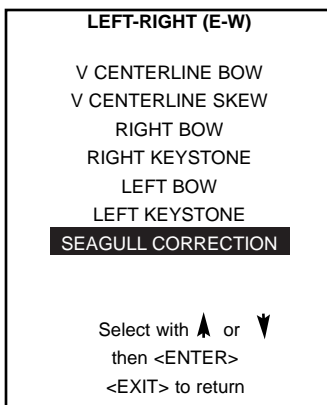 LEFT-RIGHT (E-W)
V CENTERLINE BOW
V CENTERLINE SKEW
RIGHT BOW
RIGHT KEYSTONE
LEFT BOW
LEFT KEYSTONE
SEAGULL CORRECTION
Select with or
then <ENTER>
<EXIT> to return